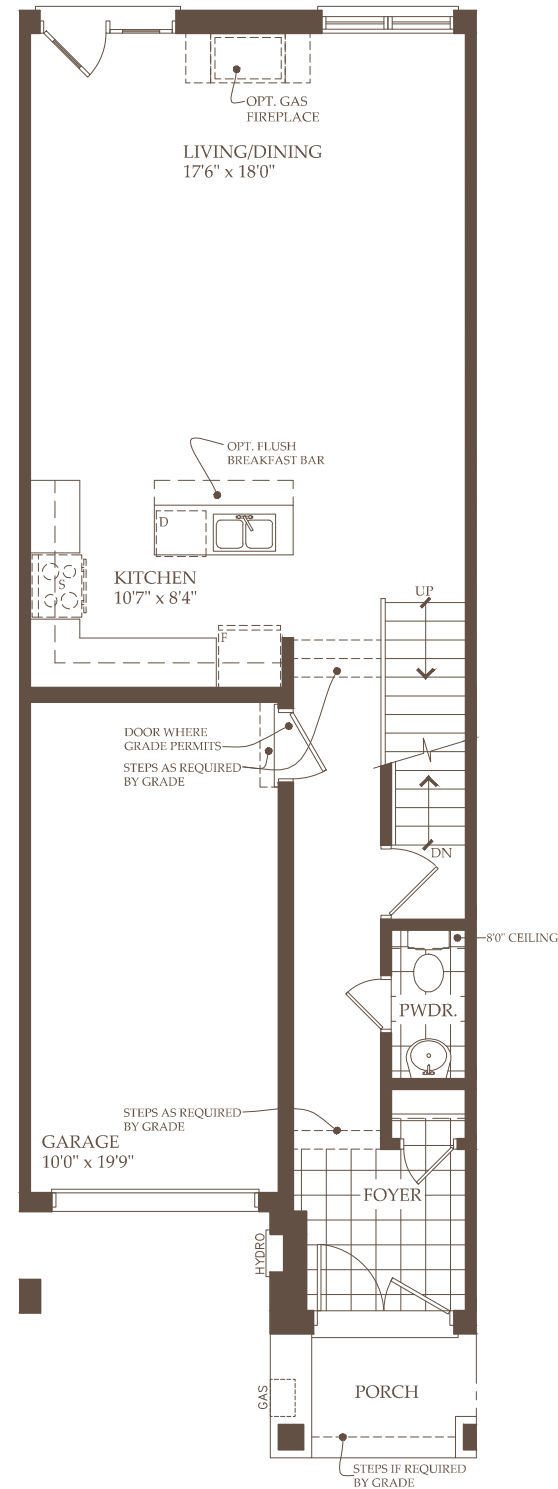 OPT. GAS
FIREPLACE
LIVING/DINING
17'6" x 18'0"
OPT. FLUSH
BREAKFAST BAR
D
S
KITCHEN
10'7" x 8'4"
UP
F
DOOR WHERE
GRADE PERMITS
STEPS AS REQUIRED
BY GRADE
DN
8'0" CEILING
PWDR.
STEPS AS REQUIRED
BY GRADE
GARAGE
10'0" x 19'9"
FOYER
HYDRO
GAS
PORCH
STEPS IF REQUIRED
BY GRADE